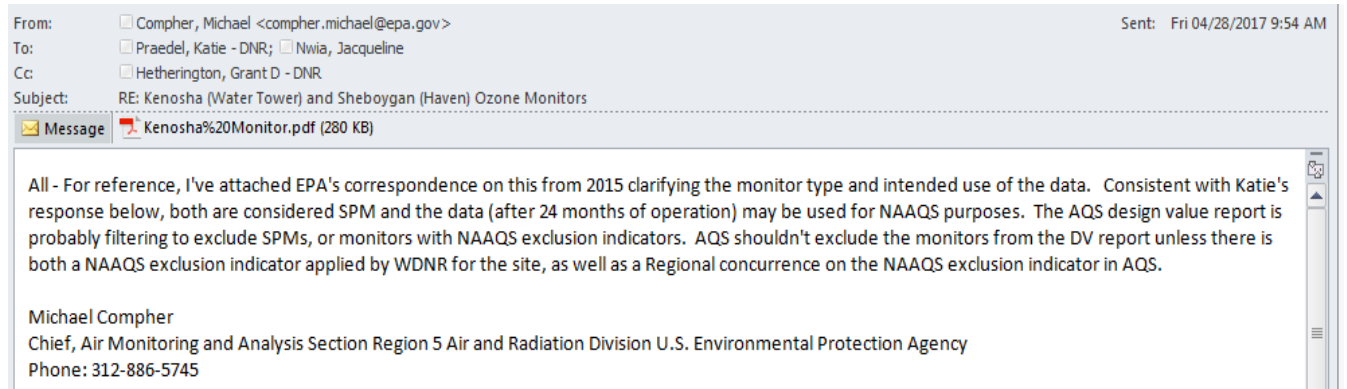 From: Compher, Michael <compher.michael@epa.gov> Sent: Fri 04/28/2017 9:54 AM
To: Praedel, Katie - DNR; Nwia, Jacqueline
Cc: Hetherington, Grant D - DNR
Subject: RE: Kenosha (Water Tower) and Sheboygan (Haven) Ozone Monitors
Message Kenosha%20Monitor.pdf (280 KB)
All - For reference, I've attached EPA's correspondence on this from 2015 clarifying the monitor type and intended use of the data. Consistent with Katie's
response below, both are considered SPM and the data (after 24 months of operation) may be used for NAAQS purposes. The AQS design value report is
probably filtering to exclude SPMs, or monitors with NAAQS exclusion indicators. AQS shouldn't exclude the monitors from the DV report unless there is
both a NAAQS exclusion indicator applied by WDNR for the site, as well as a Regional concurrence on the NAAQS exclusion indicator in AQS.
Michael Compher
Chief, Air Monitoring and Analysis Section Region 5 Air and Radiation Division U.S. Environmental Protection Agency
Phone: 312-886-5745